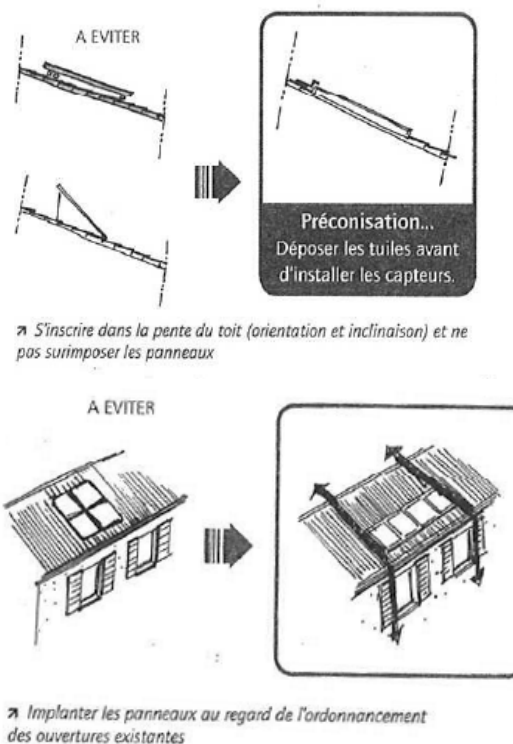 A EVITER
Préconisation...
Déposer les tuiles avant
d'installer les capteurs.
↗ S'inscrire dans la pente du toit (orientation et inclinaison) et ne
pas surimposer les panneaux
A EVITER
↗ Implanter les panneaux au regard de l'ordonnancement
des ouvertures existantes